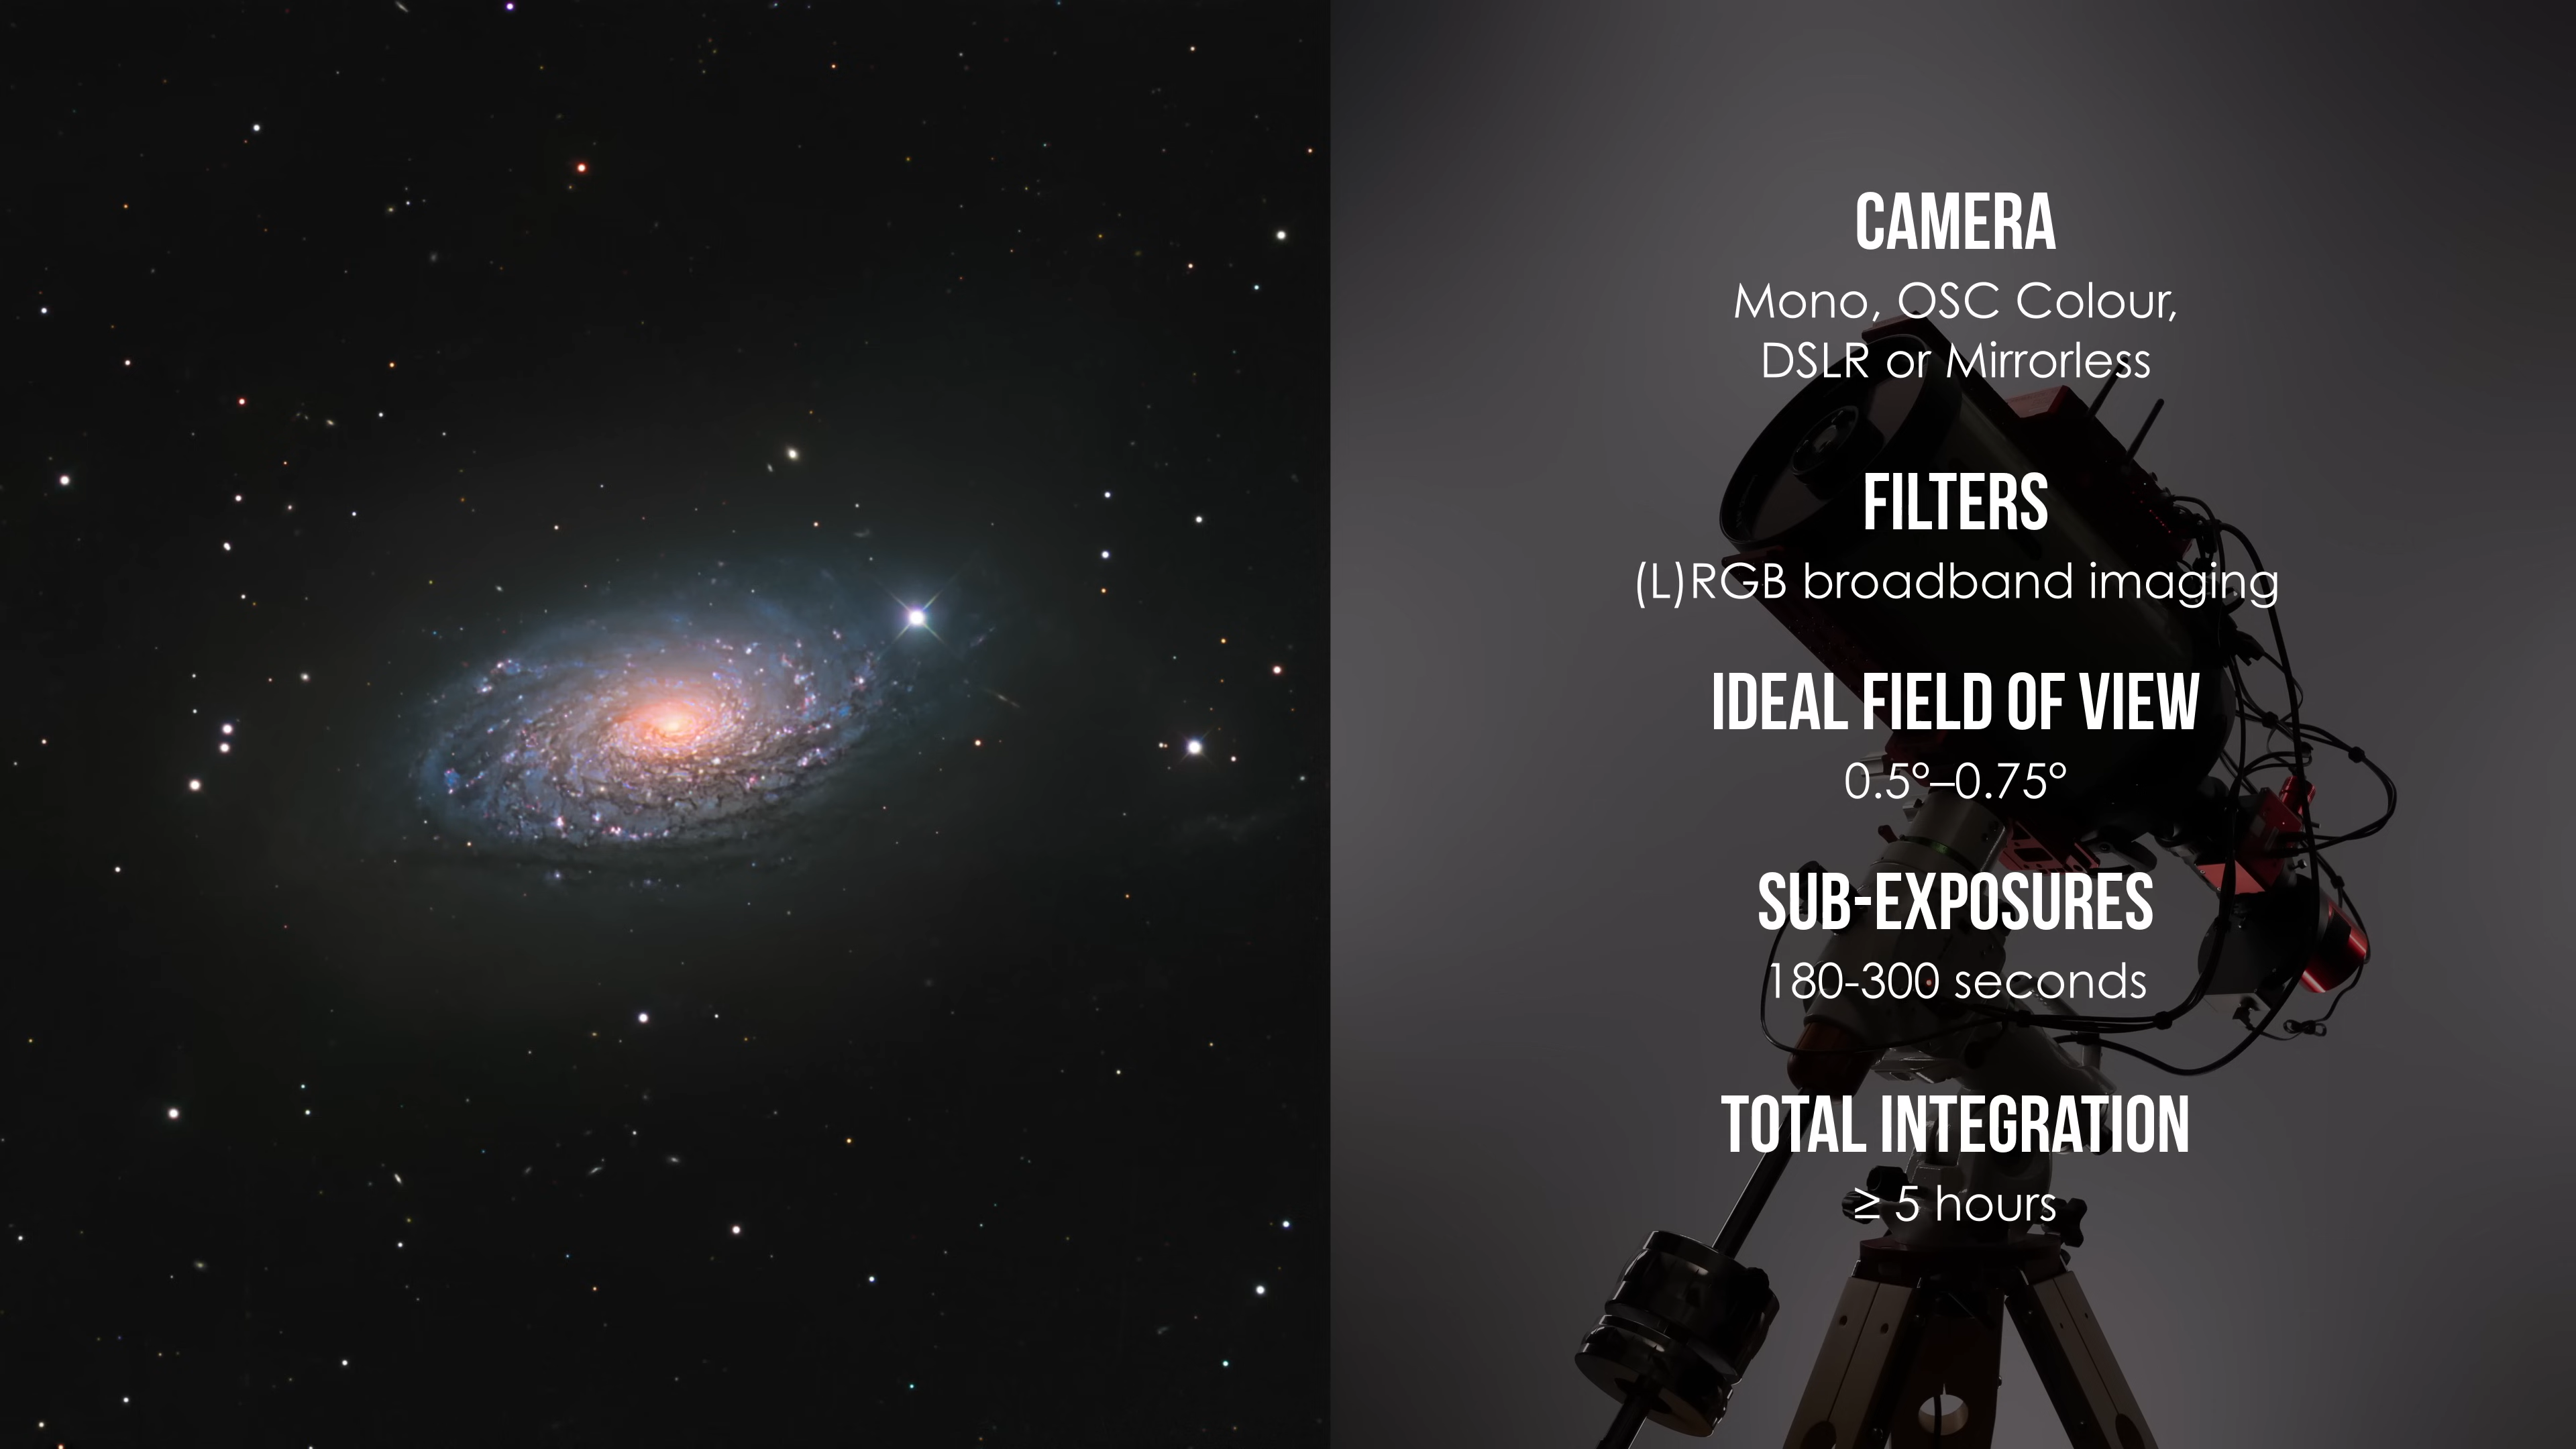 CAMERA
Mono, OSC Colour,
DSLR or Mirrorless
FILTERS
(L)RGB broadband imaging
IDEAL FIELD OF VIEW
0.5°–0.75°
SUB-EXPOSURES
180-300 seconds
TOTAL INTEGRATION
≥ 5 hours